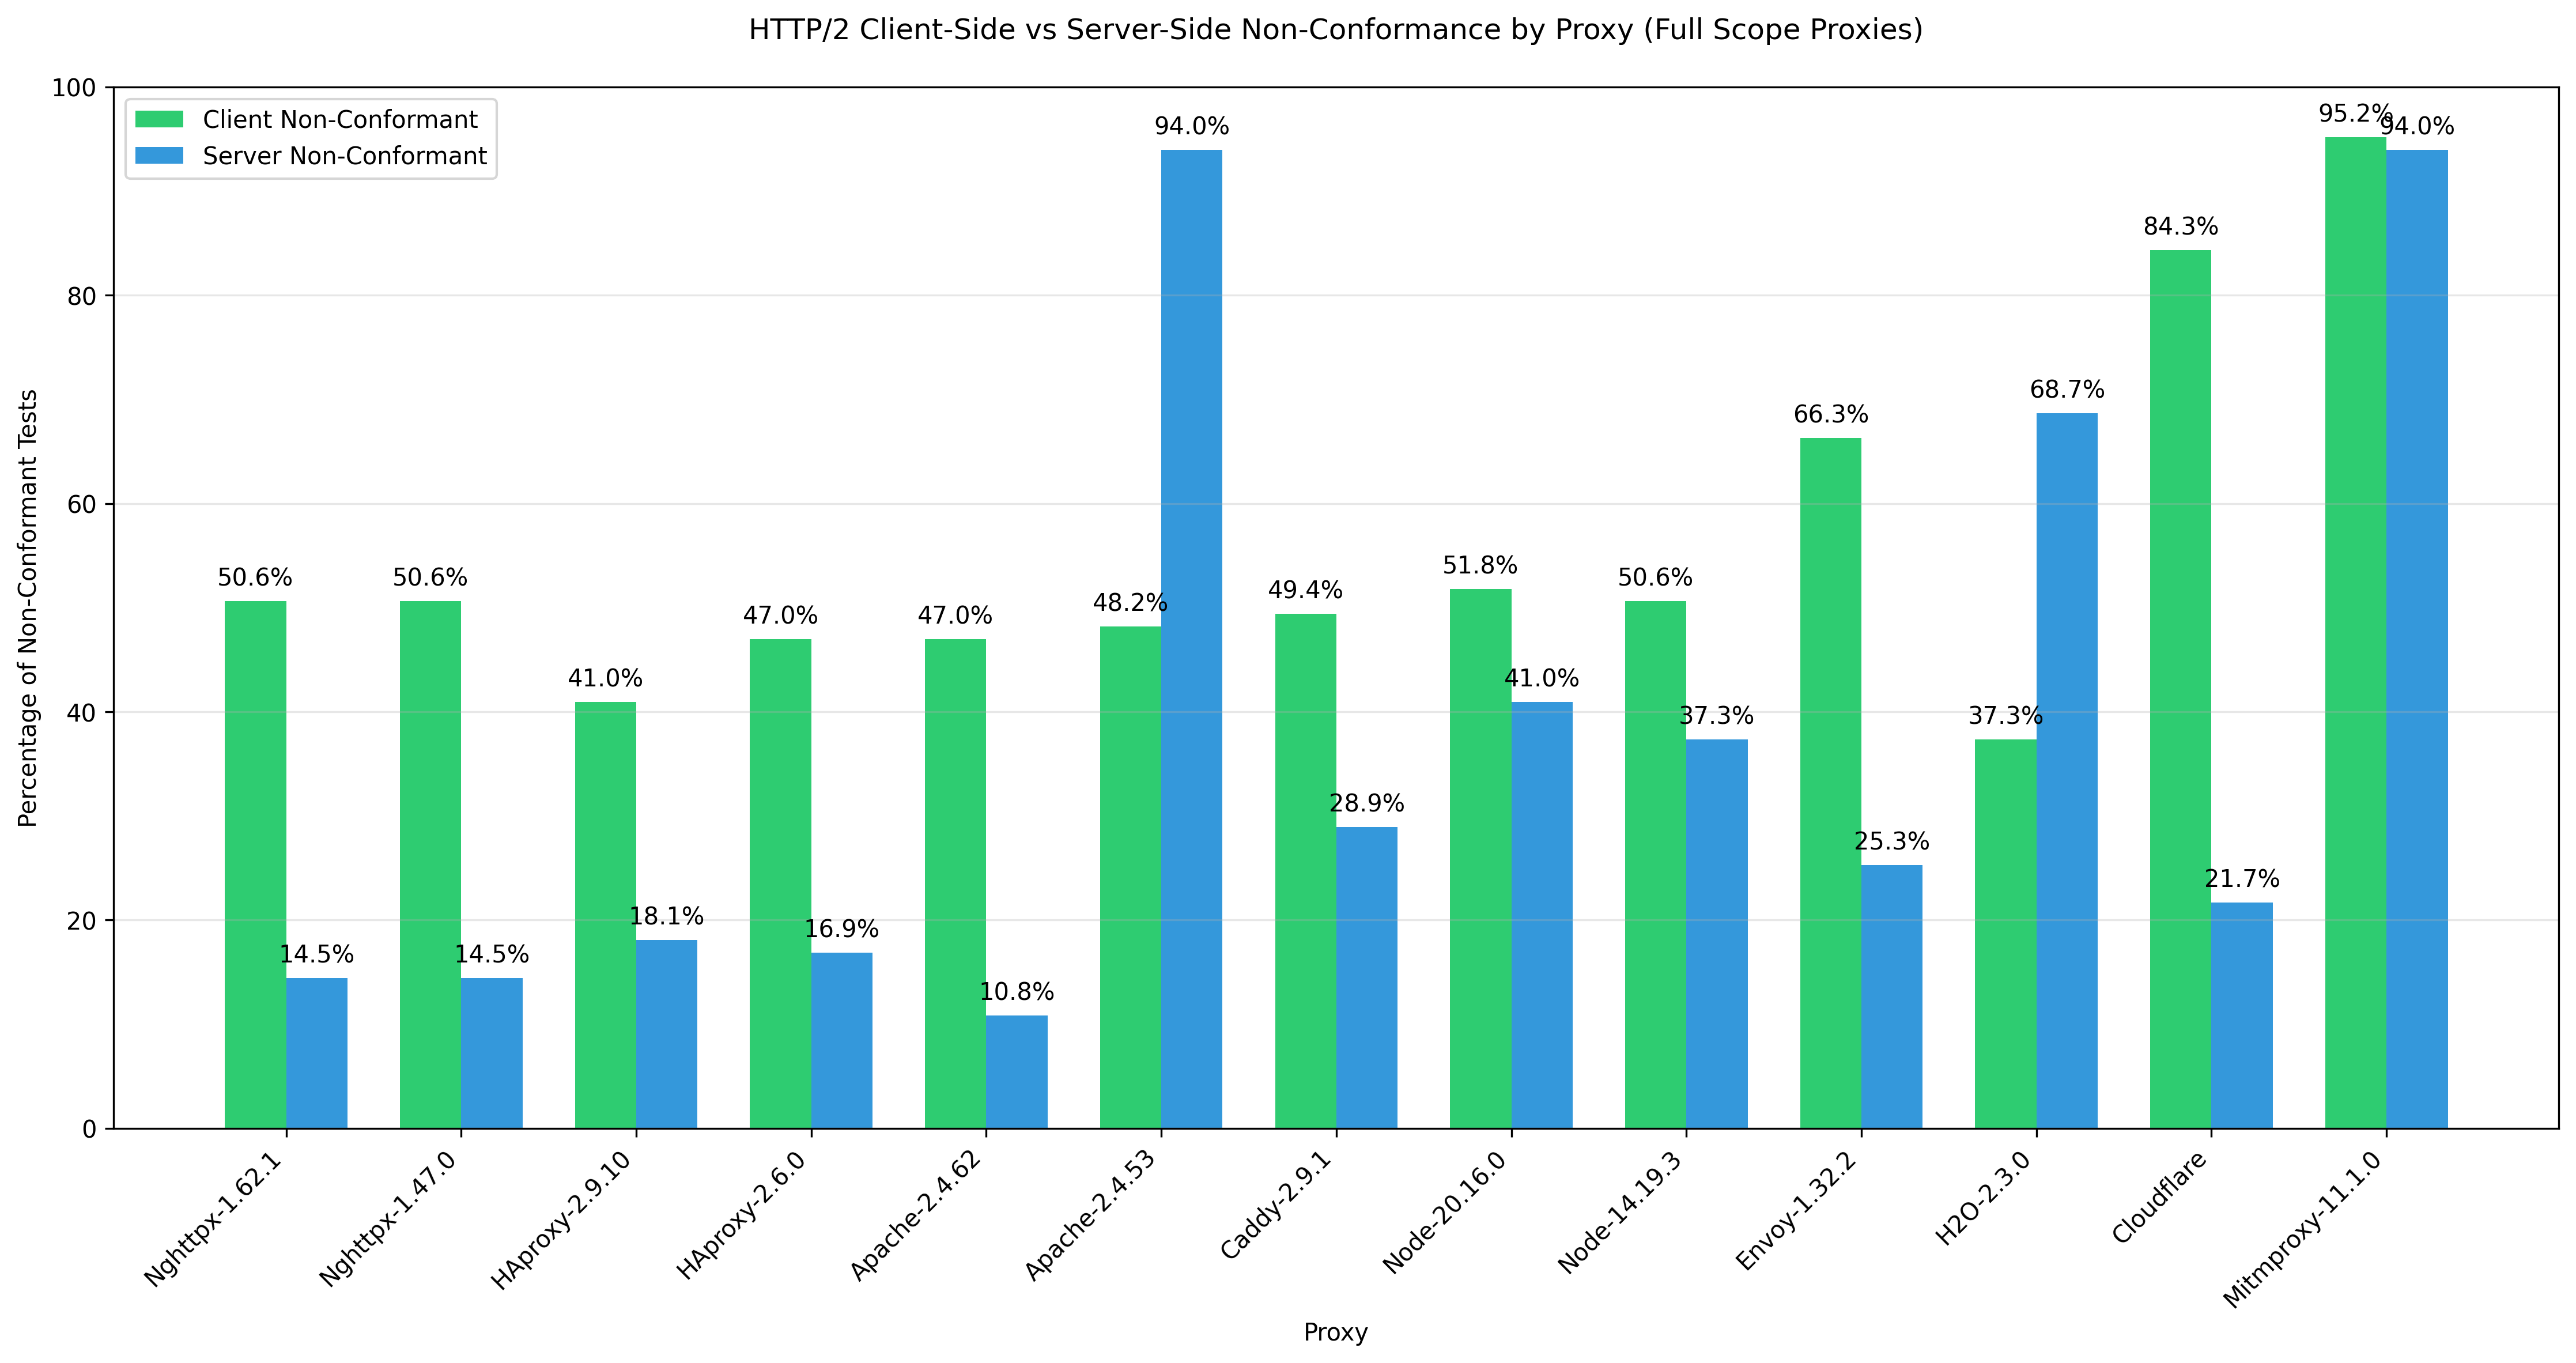 HTTP/2 Client-Side vs Server-Side Non-Conformance by Proxy (Full Scope Proxies)
Client Non-Conformant
Server Non-Conformant
Percentage of Non-Conformant Tests
100
80
60
40
20
0
50.6%
14.5%
50.6%
14.5%
41.0%
18.1%
47.0%
16.9%
47.0%
10.8%
48.2%
94.0%
49.4%
28.9%
51.8%
41.0%
50.6%
37.3%
66.3%
25.3%
37.3%
68.7%
84.3%
21.7%
95.2%
94.0%
Nghttpx-1.62.1
Nghttpx-1.47.0
HAproxy-2.9.10
HAproxy-2.6.0
Apache-2.4.62
Apache-2.4.53
Caddy-2.9.1
Node-20.16.0
Node-14.19.3
Envoy-1.32.2
H2O-2.3.0
Cloudflare
Mitmproxy-11.1.0
Proxy